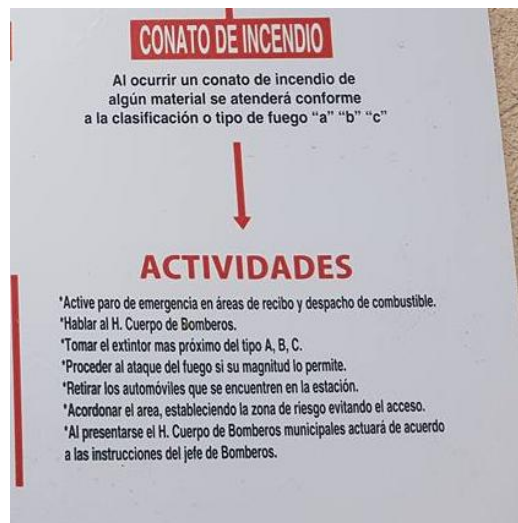 CONATO DE INCENDIO
Al ocurrir un conato de incendio de
algún material se atenderá conforme
a la clasificación o tipo de fuego “a” “b” “c”
ACTIVIDADES
*Active paro de emergencia en áreas de recibo y despacho de combustible.
*Hablar al H. Cuerpo de Bomberos.
*Tomar el extintor mas próximo del tipo A, B, C.
*Proceder al ataque del fuego si su magnitud lo permite.
*Retirar los automóviles que se encuentren en la estación.
*Acordonar el area, estableciendo la zona de riesgo evitando el acceso.
*Al presentarse el H. Cuerpo de Bomberos municipales actuará de acuerdo
a las instrucciones del jefe de Bomberos.